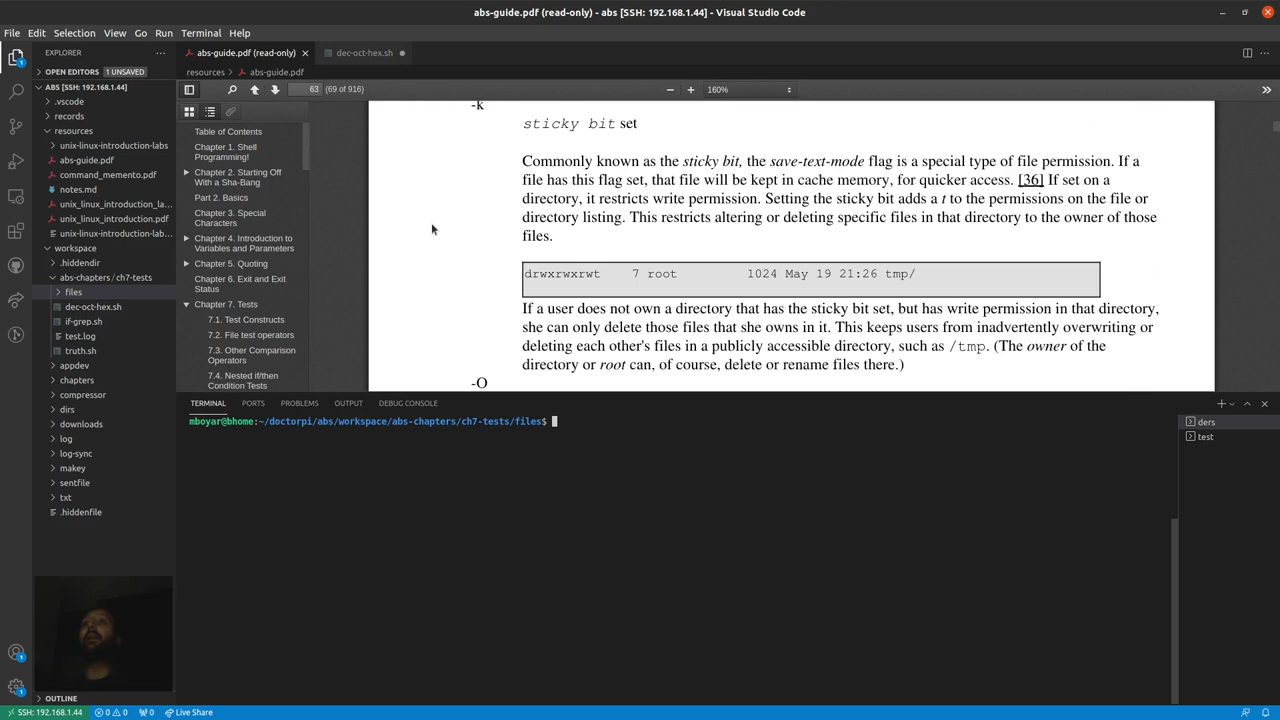 abs-guide.pdf (read-only) - abs [SSH: 192.168.1.44] - Visual Studio Code
File Edit Selection View Go Run Terminal Help
EXPLORER
OPEN EDITORS 1 UNSAVED
ABS [SSH: 192.168.1.44]
.vscode
records
resources
unix-linux-introduction-labs
abs-guide.pdf
command_memento.pdf
notes.md
unix_linux_introduction_la...
unix_linux_introduction.pdf
unix-linux-introduction-lab...
workspace
.hiddendir
abs-chapters / ch7-tests
files
dec-oct-hex.sh
if-grep.sh
test.log
truth.sh
appdev
chapters
compressor
dirs
downloads
log
log-sync
makey
sentfile
txt
.hiddenfile
OUTLINE
abs-guide.pdf (read-only)
dec-oct-hex.sh
resources > abs-guide.pdf
63 (69 of 916)
160%
Table of Contents
Chapter 1. Shell
Programming!
Chapter 2. Starting Off
With a Sha-Bang
Part 2. Basics
Chapter 3. Special
Characters
Chapter 4. Introduction to
Variables and Parameters
Chapter 5. Quoting
Chapter 6. Exit and Exit
Status
Chapter 7. Tests
7.1. Test Constructs
7.2. File test operators
7.3. Other Comparison
Operators
7.4. Nested if/then
Condition Tests
-k
sticky bit set
Commonly known as the sticky bit, the save-text-mode flag is a special type of file permission. If a
file has this flag set, that file will be kept in cache memory, for quicker access. [36] If set on a
directory, it restricts write permission. Setting the sticky bit adds a t to the permissions on the file or
directory listing. This restricts altering or deleting specific files in that directory to the owner of those
files.
drwxrwxrwt 7 root 1024 May 19 21:26 tmp/
If a user does not own a directory that has the sticky bit set, but has write permission in that directory,
she can only delete those files that she owns in it. This keeps users from inadvertently overwriting or
deleting each other's files in a publicly accessible directory, such as /tmp. (The owner of the
directory or root can, of course, delete or rename files there.)
-O
TERMINAL PORTS PROBLEMS OUTPUT DEBUG CONSOLE
mboyar@bhome:~/doctorpi/abs/workspace/abs-chapters/ch7-tests/files$
ders
test
SSH: 192.168.1.44 0 0 0 Live Share